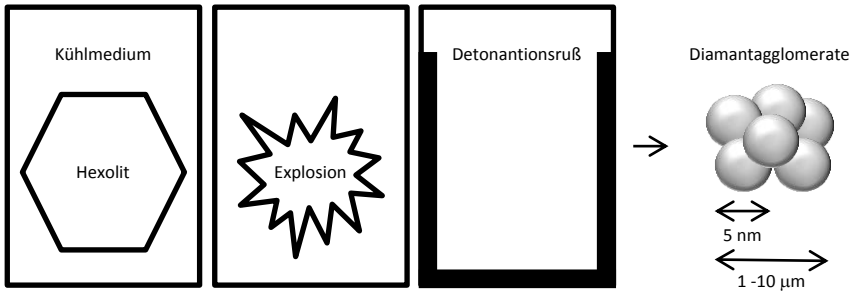 Kühlmedium
Hexolit
Explosion
Detonantionsruß
Diamantagglomerate
5 nm
1 -10 μm